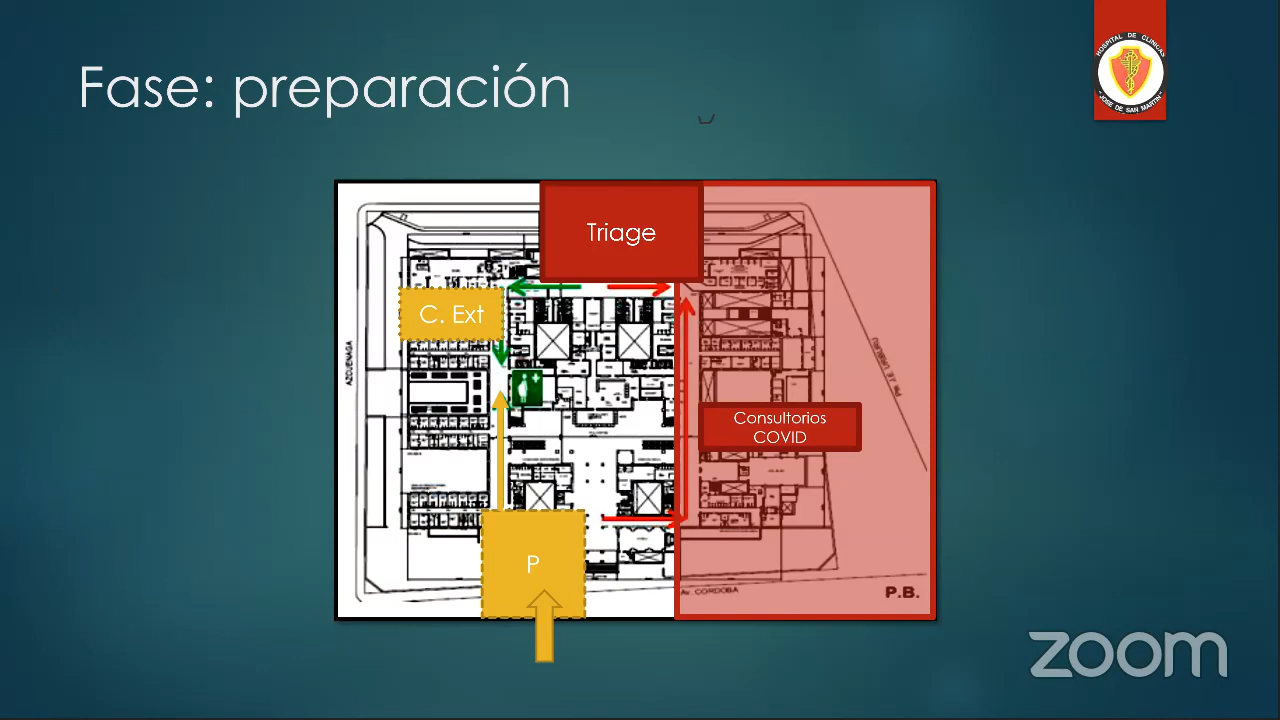 Fase: preparación
HOSPITAL DE CLINICAS
"JOSE DE SAN MARTIN"
Triage
C. Ext
AZCUENAGA
Consultorios
COVID
P
Av. CORDOBA
P.B.
zoom